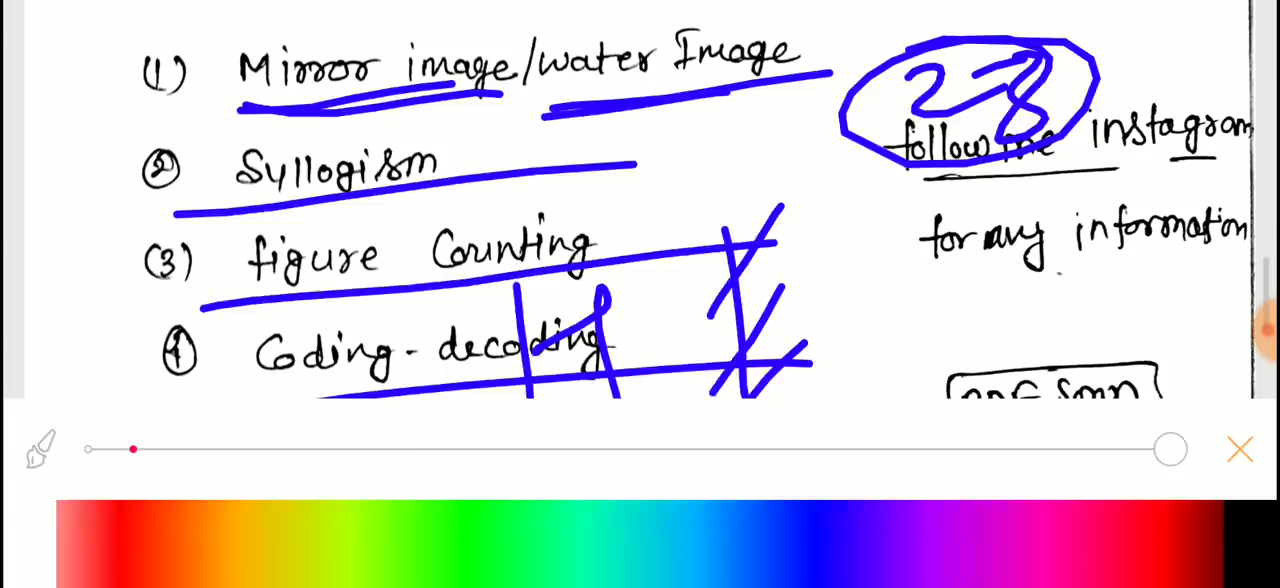 (1) Mirror image/water Image
28
follow me instagram
② Syllogism
(3) figure Counting
for any information
④ Coding-decoding